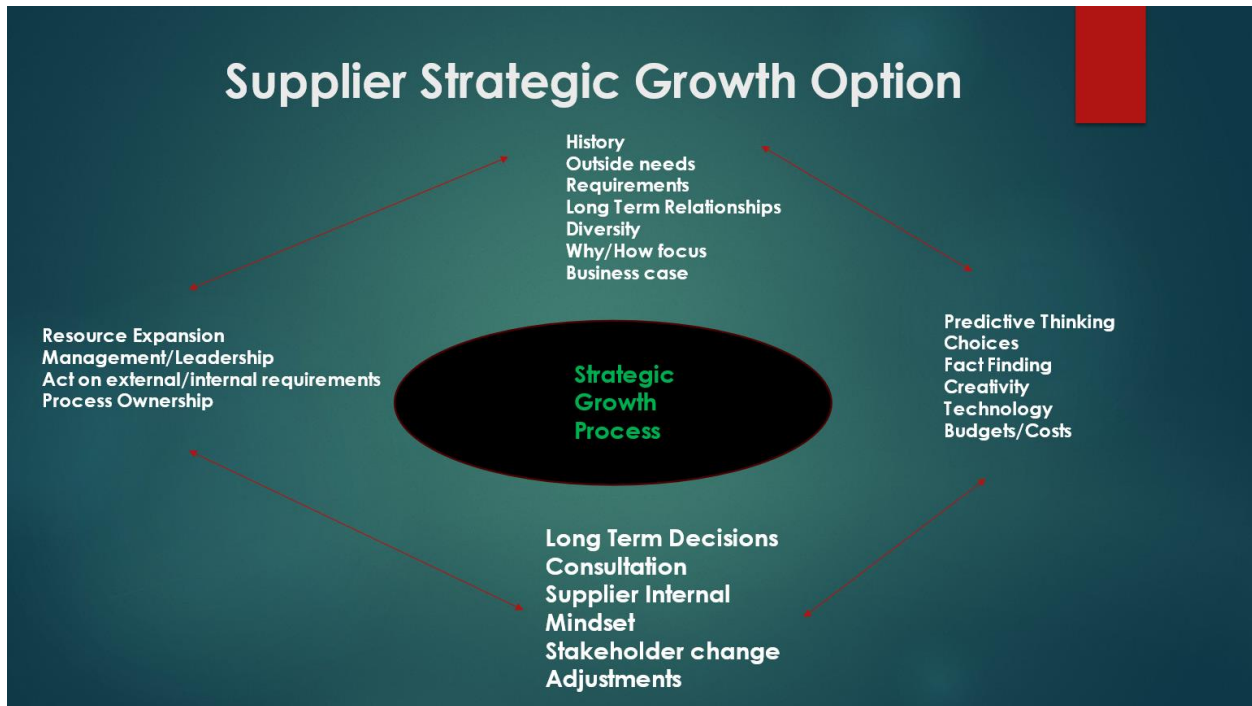 Supplier Strategic Growth Option
History
Outside needs
Requirements
Long Term Relationships
Diversity
Why/How focus
Business case
Resource Expansion
Management/Leadership
Act on external/internal requirements
Process Ownership
Strategic
Growth
Process
Predictive Thinking
Choices
Fact Finding
Creativity
Technology
Budgets/Costs
Long Term Decisions
Consultation
Supplier Internal
Mindset
Stakeholder change
Adjustments